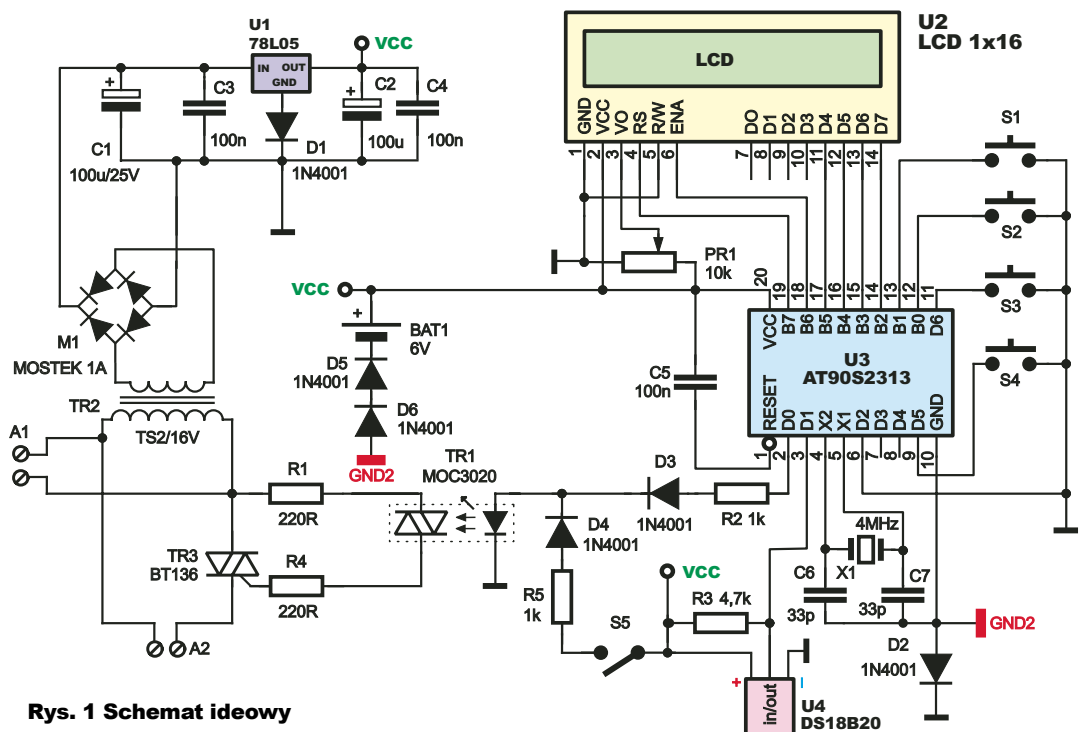 U1
78L05
IN OUT
GND
VCC
C3
100n
C2
100u
C4
100n
C1
100u/25V
D1
1N4001
M1
MOSTEK 1A
TR2
TS2/16V
A1
A2
R1
220R
TR3
BT136
R4
220R
TR1
MOC3020
VCC
BAT1
6V
D5
1N4001
D6
1N4001
GND2
U2
LCD 1x16
LCD
GND VCC VO RS R/W ENA DO D1 D2 D3 D4 D5 D6 D7
1 2 3 4 5 6 7 8 9 10 11 12 13 14
S1
S2
S3
S4
PR1
10k
20 19 18 17 16 15 14 13 12 11
VCC B7 B6 B5 B4 B3 B2 B1 B0 D6
U3
AT90S2313
RESET D0 D1 X2 X1 D2 D3 D4 D5 GND
1 2 3 4 5 6 7 8 9 10
C5
100n
D3
1N4001
R2 1k
D4
1N4001
R5
1k
S5
VCC
R3 4,7k
4MHz
X1
C6
33p
C7
33p
GND2
D2
1N4001
+
in/out
U4
DS18B20
Rys. 1 Schemat ideowy